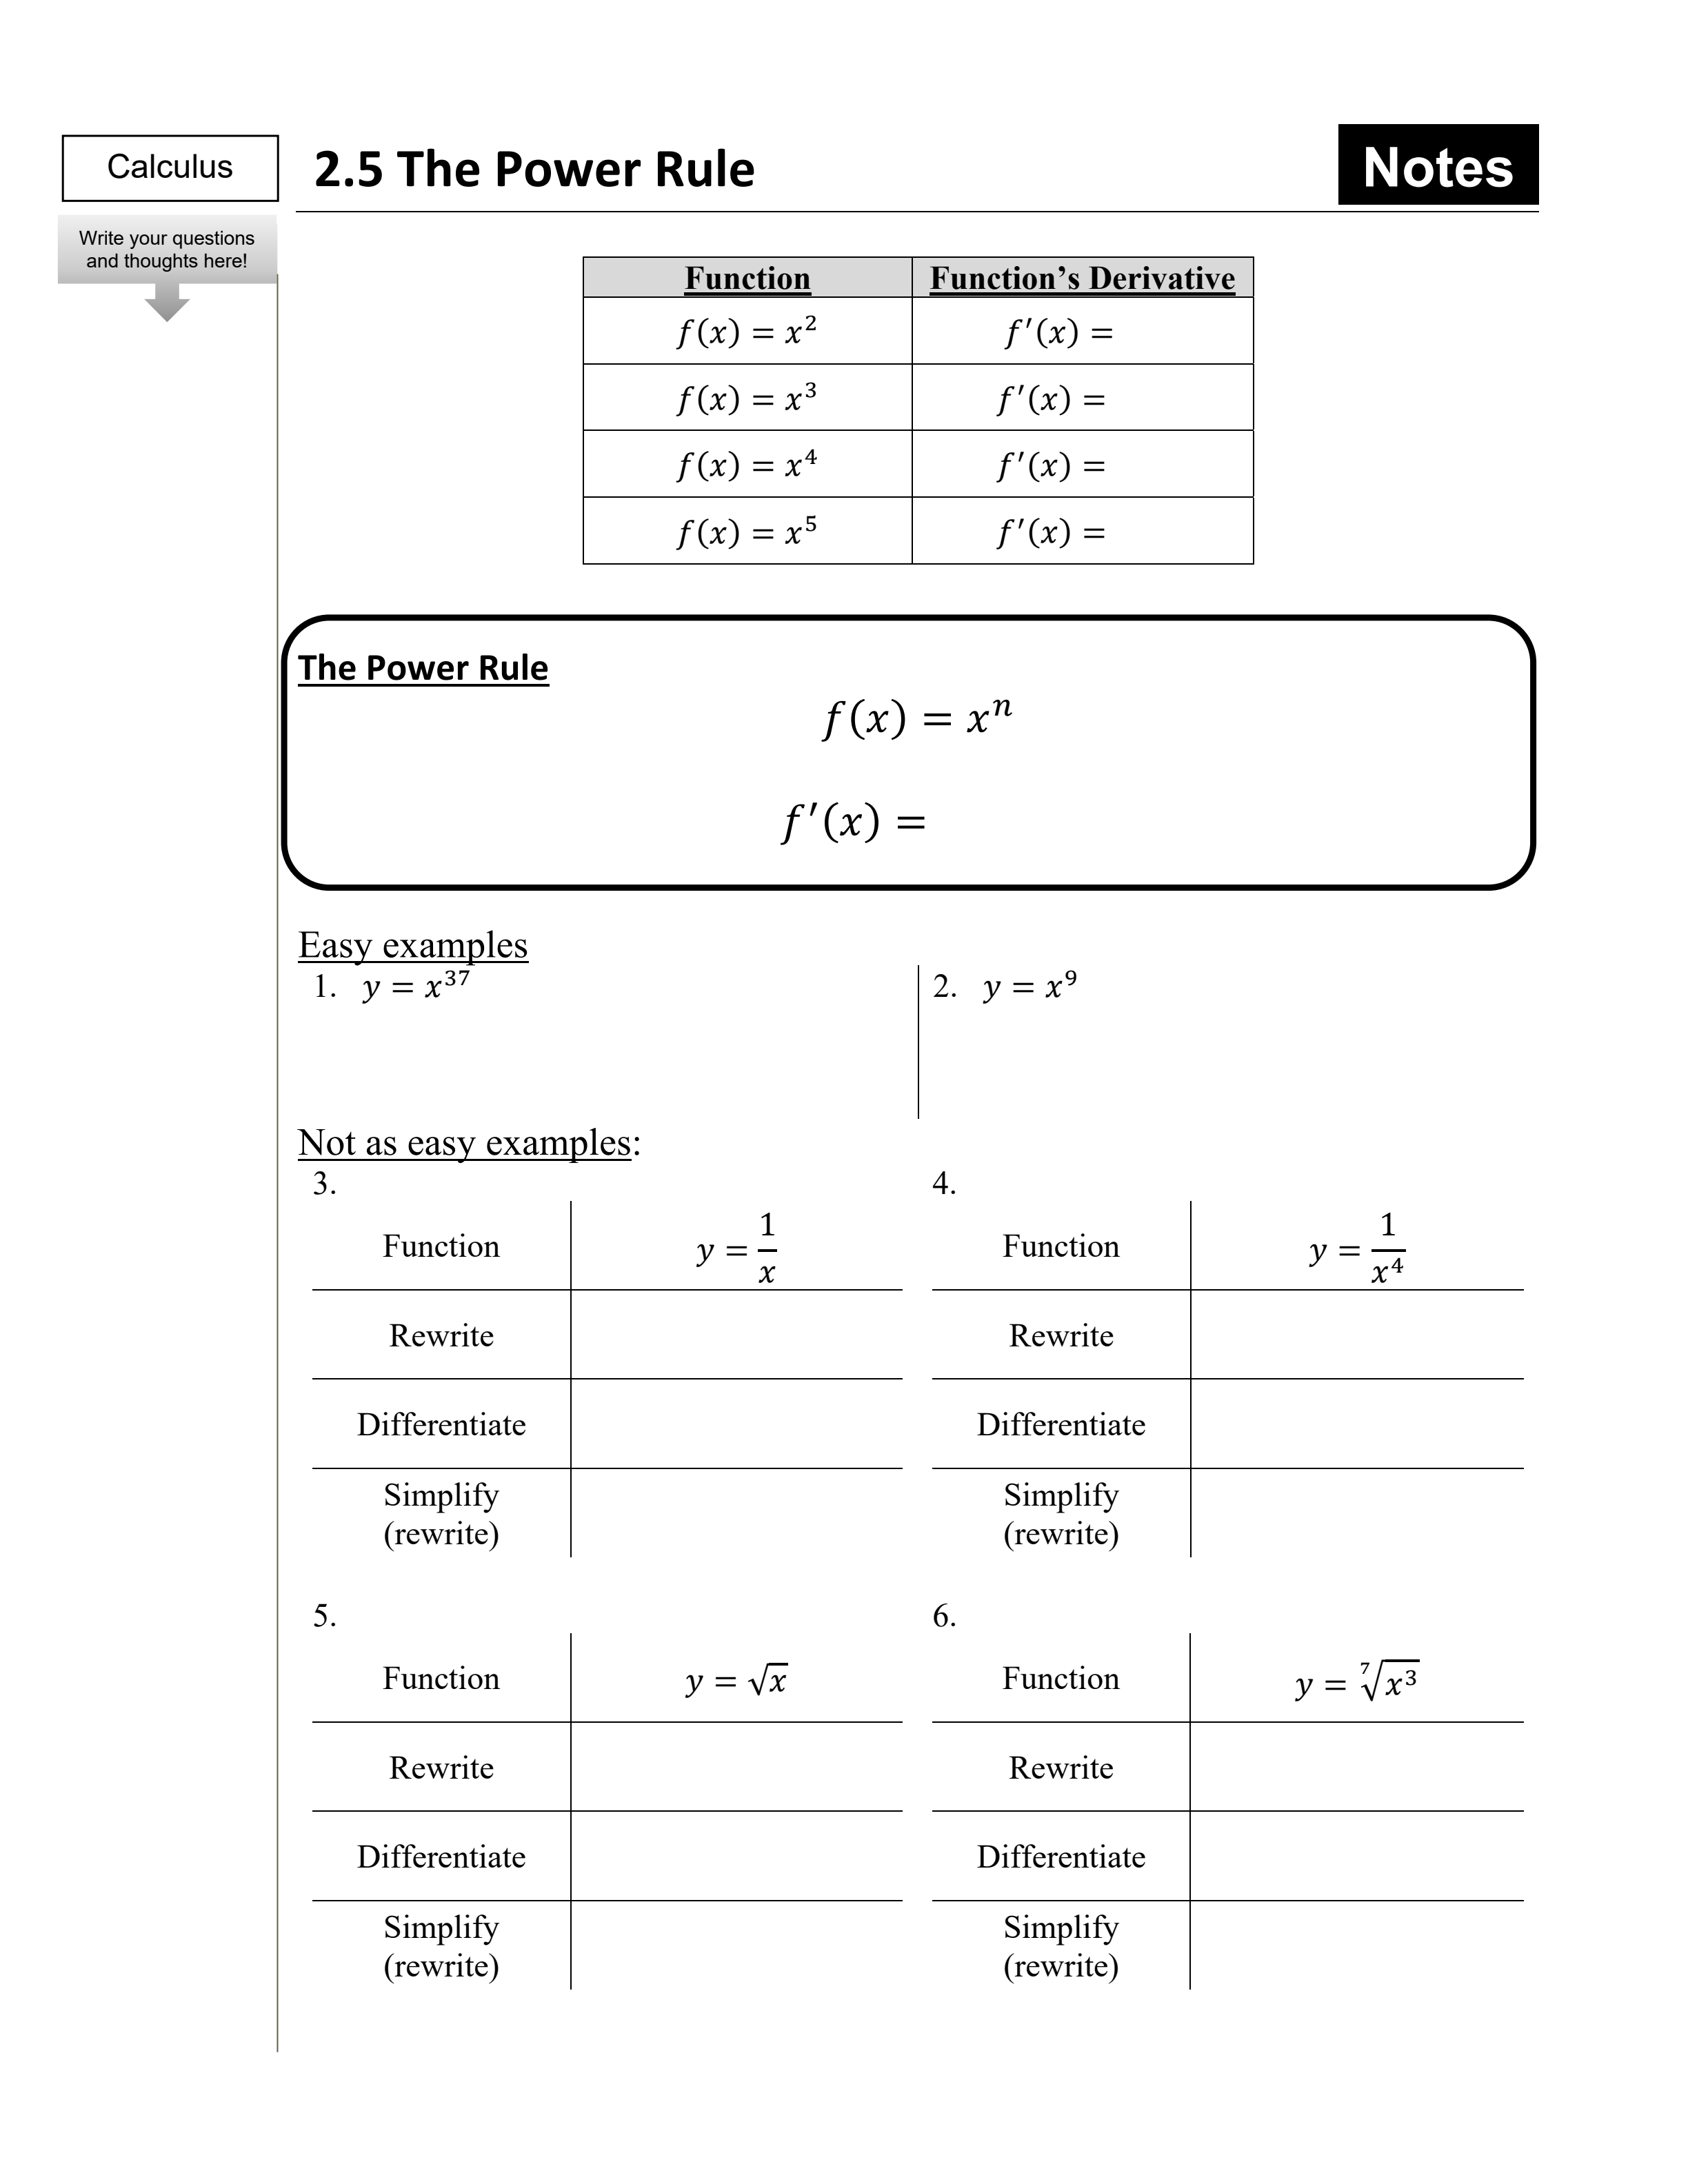 Calculus
2.5 The Power Rule
Notes
Write your questions
and thoughts here!
Function Function’s Derivative
f(x) = x² f′(x) =
f(x) = x³ f′(x) =
f(x) = x⁴ f′(x) =
f(x) = x⁵ f′(x) =
The Power Rule
f(x) = xⁿ
f′(x) =
Easy examples
1. y = x³⁷ 2. y = x⁹
Not as easy examples:
3. 4.
Function y = 1/x Function y = 1/x⁴
Rewrite Rewrite
Differentiate Differentiate
Simplify Simplify
(rewrite) (rewrite)
5. 6.
Function y = √x Function y = ⁷√x³
Rewrite Rewrite
Differentiate Differentiate
Simplify Simplify
(rewrite) (rewrite)